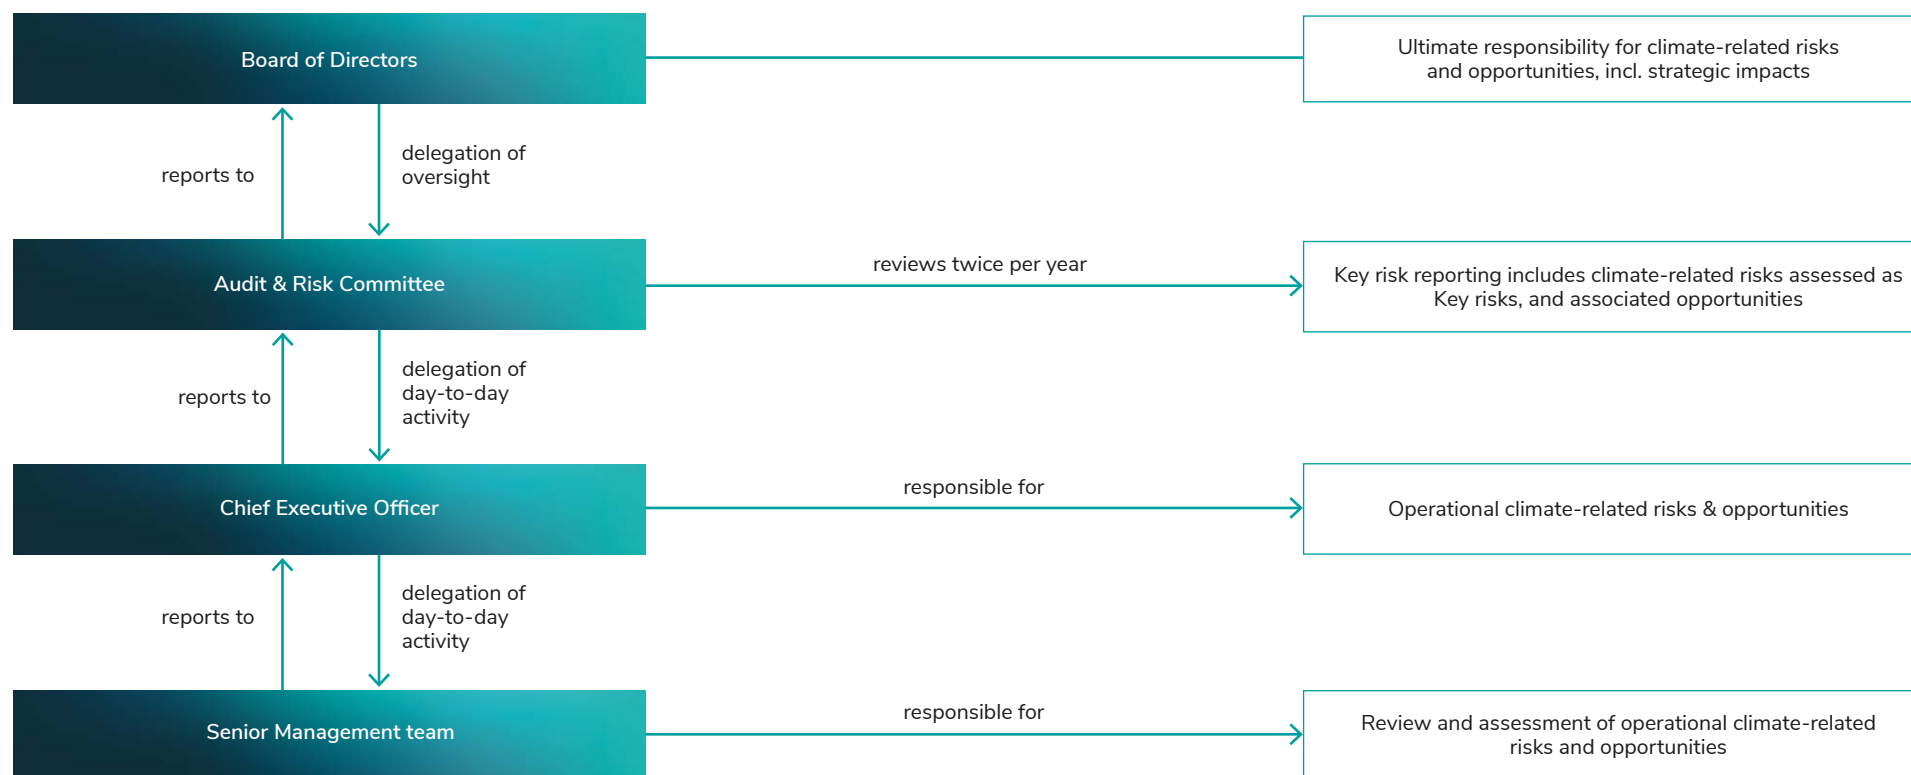 Board of Directors
Ultimate responsibility for climate-related risks
and opportunities, incl. strategic impacts
reports to
delegation of
oversight
Audit & Risk Committee
reviews twice per year
Key risk reporting includes climate-related risks assessed as
Key risks, and associated opportunities
reports to
delegation of
day-to-day
activity
Chief Executive Officer
responsible for
Operational climate-related risks & opportunities
reports to
delegation of
day-to-day
activity
Senior Management team
responsible for
Review and assessment of operational climate-related
risks and opportunities